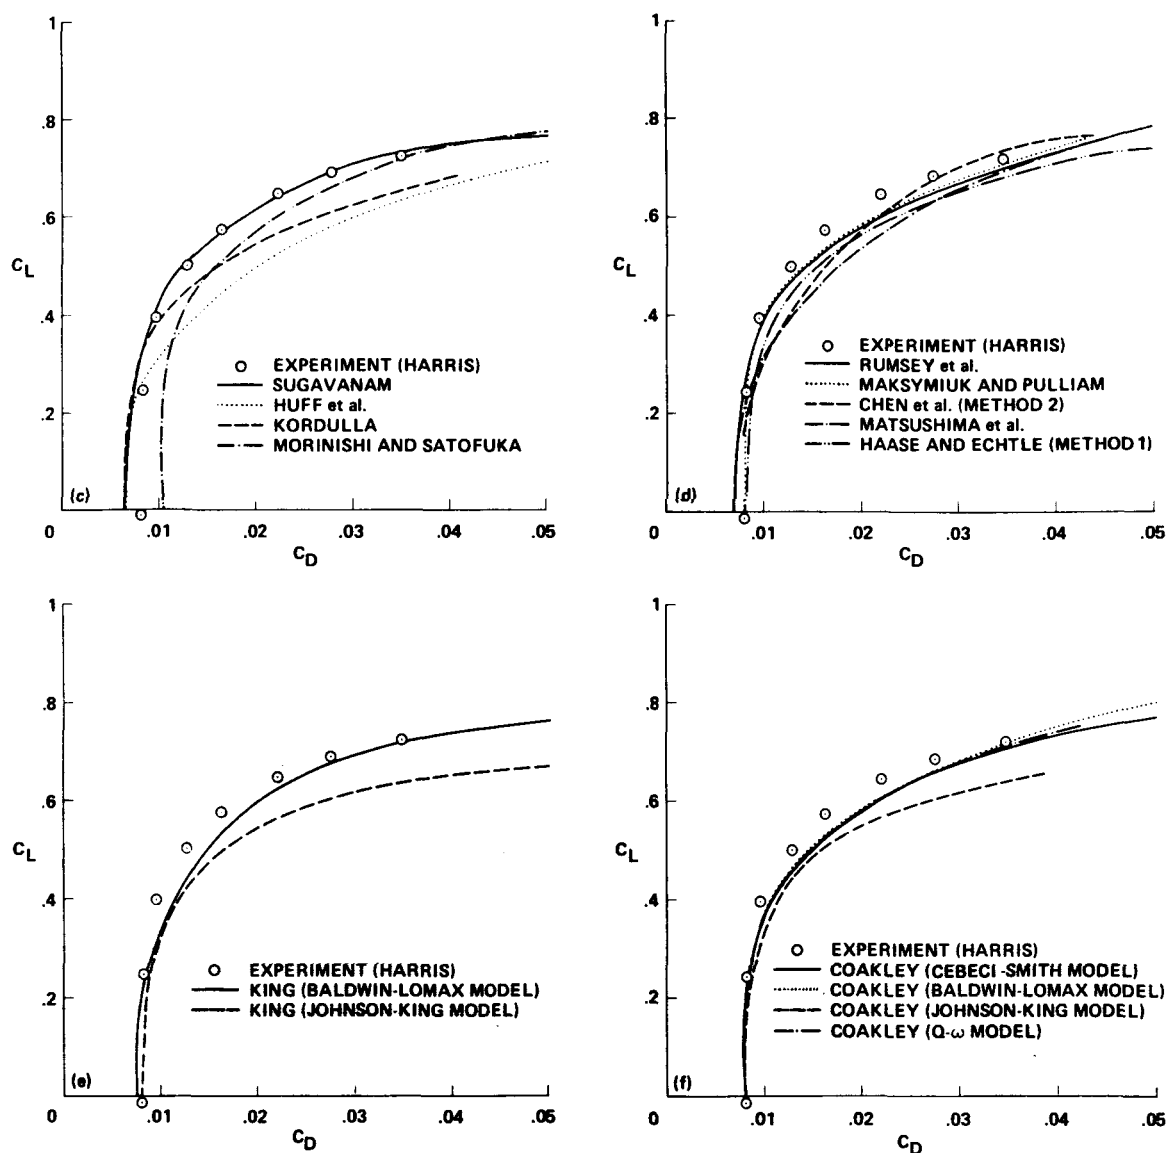 1
.8
.6
C_L
.4
.2
EXPERIMENT (HARRIS)
SUGAVANAM
HUFF et al.
KORDULLA
MORINISHI AND SATOFUKA
(c)
0 .01 .02 .03 .04 .05
C_D
1
.8
.6
C_L
.4
.2
EXPERIMENT (HARRIS)
RUMSEY et al.
MAKSYMIUK AND PULLIAM
CHEN et al. (METHOD 2)
MATSUSHIMA et al.
HAASE AND ECHTLE (METHOD 1)
(d)
0 .01 .02 .03 .04 .05
C_D
1
.8
.6
C_L
.4
.2
EXPERIMENT (HARRIS)
KING (BALDWIN-LOMAX MODEL)
KING (JOHNSON-KING MODEL)
(e)
0 .01 .02 .03 .04 .05
C_D
1
.8
.6
C_L
.4
.2
EXPERIMENT (HARRIS)
COAKLEY (CEBECI-SMITH MODEL)
COAKLEY (BALDWIN-LOMAX MODEL)
COAKLEY (JOHNSON-KING MODEL)
COAKLEY (Q-ω MODEL)
(f)
0 .01 .02 .03 .04 .05
C_D